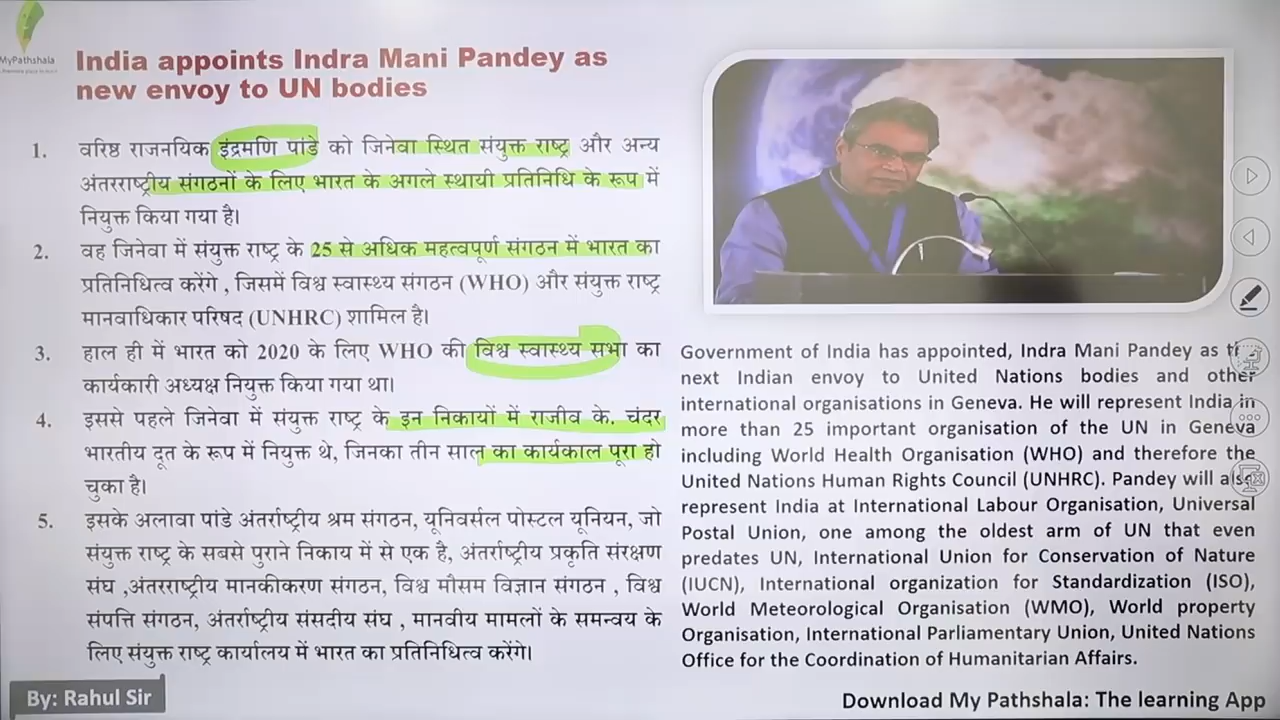 MyPathshala
India appoints Indra Mani Pandey as
new envoy to UN bodies
1. वरिष्ठ राजनयिक इंद्रमणि पांडे को जिनेवा स्थित संयुक्त राष्ट्र और अन्य
अंतरराष्ट्रीय संगठनों के लिए भारत के अगले स्थायी प्रतिनिधि के रूप में
नियुक्त किया गया है।
2. वह जिनेवा में संयुक्त राष्ट्र के 25 से अधिक महत्वपूर्ण संगठन में भारत का
प्रतिनिधित्व करेंगे , जिसमें विश्व स्वास्थ्य संगठन (WHO) और संयुक्त राष्ट्र
मानवाधिकार परिषद (UNHRC) शामिल है।
3. हाल ही में भारत को 2020 के लिए WHO की विश्व स्वास्थ्य सभा का
कार्यकारी अध्यक्ष नियुक्त किया गया था।
4. इससे पहले जिनेवा में संयुक्त राष्ट्र के इन निकायों में राजीव के. चंदर
भारतीय दूत के रूप में नियुक्त थे, जिनका तीन साल का कार्यकाल पूरा हो
चुका है।
5. इसके अलावा पांडे अंतर्राष्ट्रीय श्रम संगठन, यूनिवर्सल पोस्टल यूनियन, जो
संयुक्त राष्ट्र के सबसे पुराने निकाय में से एक है, अंतर्राष्ट्रीय प्रकृति संरक्षण
संघ ,अंतरराष्ट्रीय मानकीकरण संगठन, विश्व मौसम विज्ञान संगठन , विश्व
संपत्ति संगठन, अंतर्राष्ट्रीय संसदीय संघ , मानवीय मामलों के समन्वय के
लिए संयुक्त राष्ट्र कार्यालय में भारत का प्रतिनिधित्व करेंगे।
Government of India has appointed, Indra Mani Pandey as
next Indian envoy to United Nations bodies and other
international organisations in Geneva. He will represent India in
more than 25 important organisation of the UN in Geneva
including World Health Organisation (WHO) and therefore the
United Nations Human Rights Council (UNHRC). Pandey will also
represent India at International Labour Organisation, Universal
Postal Union, one among the oldest arm of UN that even
predates UN, International Union for Conservation of Nature
(IUCN), International organization for Standardization (ISO),
World Meteorological Organisation (WMO), World property
Organisation, International Parliamentary Union, United Nations
Office for the Coordination of Humanitarian Affairs.
By: Rahul Sir
Download My Pathshala: The learning App